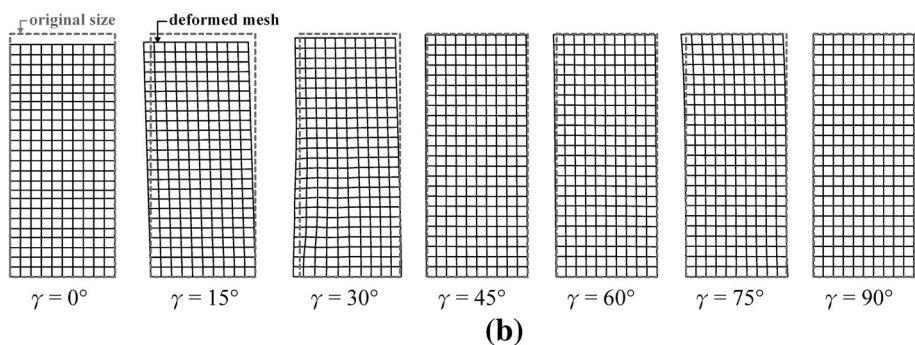 original size
deformed mesh
γ = 0°
γ = 15°
γ = 30°
γ = 45°
γ = 60°
γ = 75°
γ = 90°
(b)